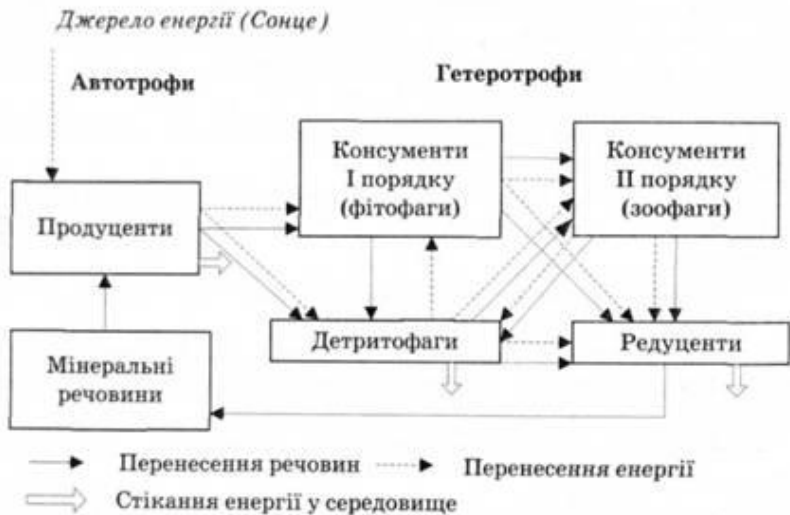 Джерело енергії (Сонце)
Автотрофи
Гетеротрофи
Консументи
І порядку
(фітофаги)
Консументи
ІІ порядку
(зоофаги)
Продуценти
Детритофаги
Редуценти
Мінеральні
речовини
Перенесення речовин
Перенесення енергії
Стікання енергії у середовище